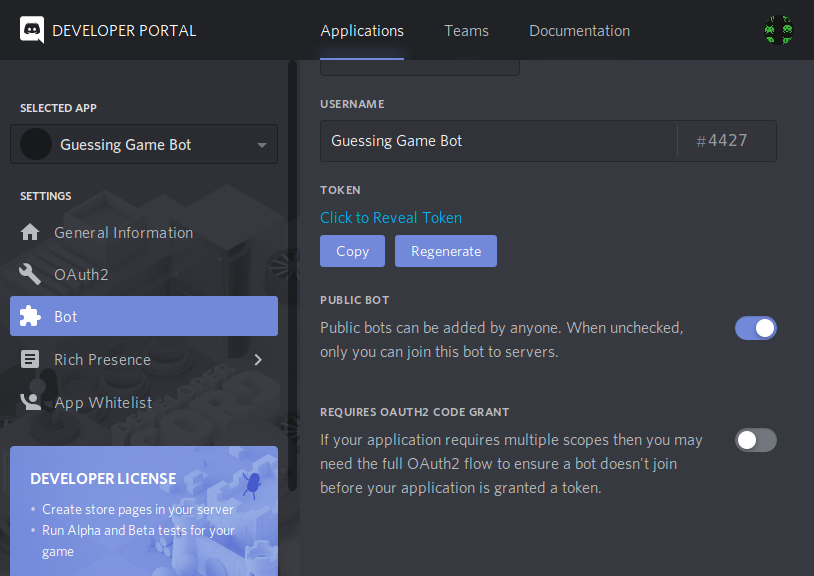 DEVELOPER PORTAL
Applications
Teams
Documentation
SELECTED APP
Guessing Game Bot
SETTINGS
General Information
OAuth2
Bot
Rich Presence
App Whitelist
DEVELOPER LICENSE
• Create store pages in your server
• Run Alpha and Beta tests for your
game
USERNAME
Guessing Game Bot
#4427
TOKEN
Click to Reveal Token
Copy
Regenerate
PUBLIC BOT
Public bots can be added by anyone. When unchecked,
only you can join this bot to servers.
REQUIRES OAUTH2 CODE GRANT
If your application requires multiple scopes then you may
need the full OAuth2 flow to ensure a bot doesn't join
before your application is granted a token.